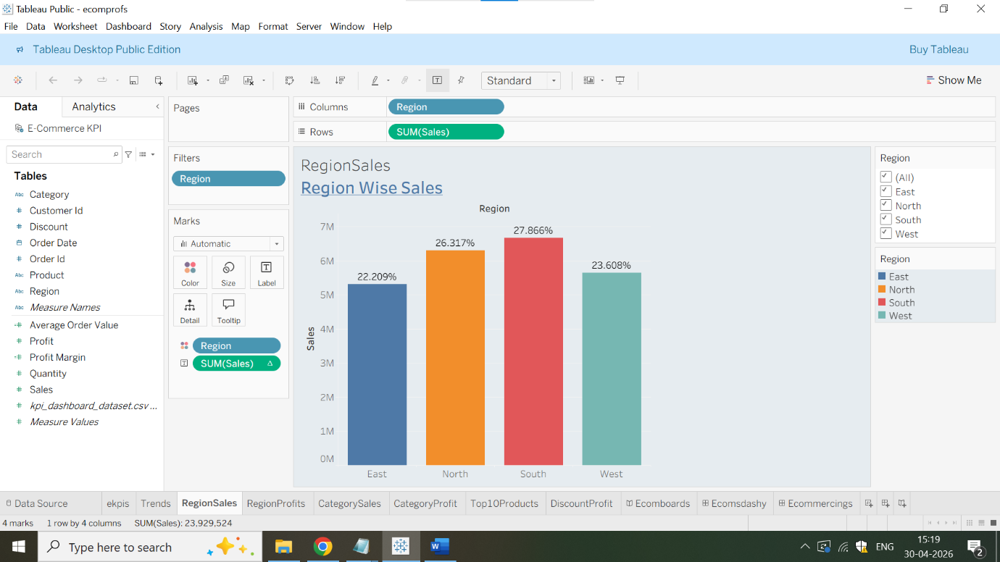 Tableau Public - ecomprofs
File Data Worksheet Dashboard Story Analysis Map Format Server Window Help
Tableau Desktop Public Edition
Buy Tableau
Standard
Show Me
Data
Analytics
E-Commerce KPI
Search
Tables
Abc Category
# Customer Id
# Discount
Order Date
# Order Id
Abc Product
Abc Region
Abc Measure Names
=# Average Order Value
# Profit
=# Profit Margin
# Quantity
# Sales
# kpi_dashboard_dataset.csv ...
# Measure Values
Pages
Filters
Region
Marks
Automatic
Color
Size
Label
Detail
Tooltip
Region
SUM(Sales) Δ
Columns
Region
Rows
SUM(Sales)
RegionSales
Region Wise Sales
Region
7M
6M
5M
4M
3M
2M
1M
0M
Sales
22.209%
26.317%
27.866%
23.608%
East
North
South
West
Region
(All)
East
North
South
West
Region
East
North
South
West
Data Source
ekpis
Trends
RegionSales
RegionProfits
CategorySales
CategoryProfit
Top10Products
DiscountProfit
Ecomboards
Ecomsdashy
Ecommercings
4 marks
1 row by 4 columns
SUM(Sales): 23,929,524
Type here to search
ENG
15:19
30-04-2026
2